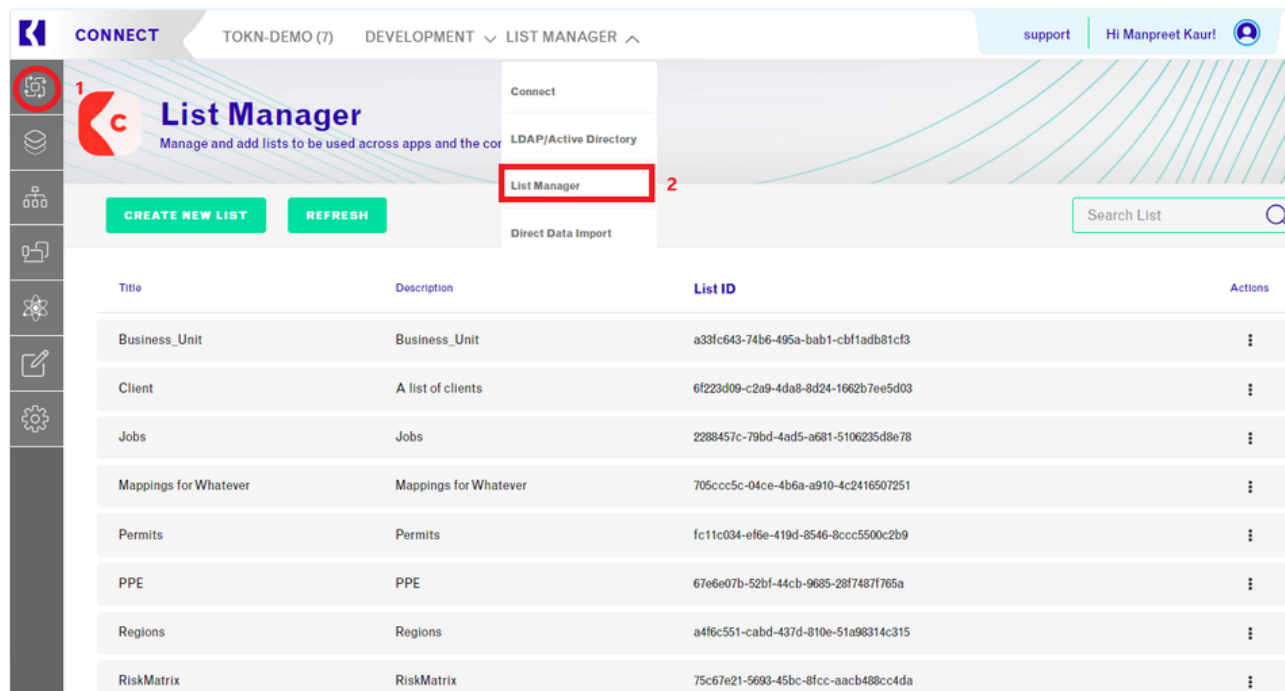 CONNECT TOKN-DEMO (7) DEVELOPMENT LIST MANAGER support Hi Manpreet Kaur!
1
C
List Manager
Manage and add lists to be used across apps and the cor
Connect
LDAP/Active Directory
List Manager 2
Direct Data Import
CREATE NEW LIST REFRESH Search List
Title Description List ID Actions
Business_Unit Business_Unit a33fc643-74b6-495a-bab1-cbf1adb81cf3
Client A list of clients 6f223d09-c2a9-4da8-8d24-1662b7ee5d03
Jobs Jobs 2288457c-79bd-4ad5-a681-5106235d8e78
Mappings for Whatever Mappings for Whatever 705ccc5c-04ce-4b6a-a910-4c2416507251
Permits Permits fc11c034-ef6e-419d-8546-8ccc5500c2b9
PPE PPE 67e6e07b-52bf-44cb-9685-28f7487f765a
Regions Regions a4f6c551-cabd-437d-810e-51a98314c315
RiskMatrix RiskMatrix 75c67e21-5693-45bc-8fcc-aacb488cc4da